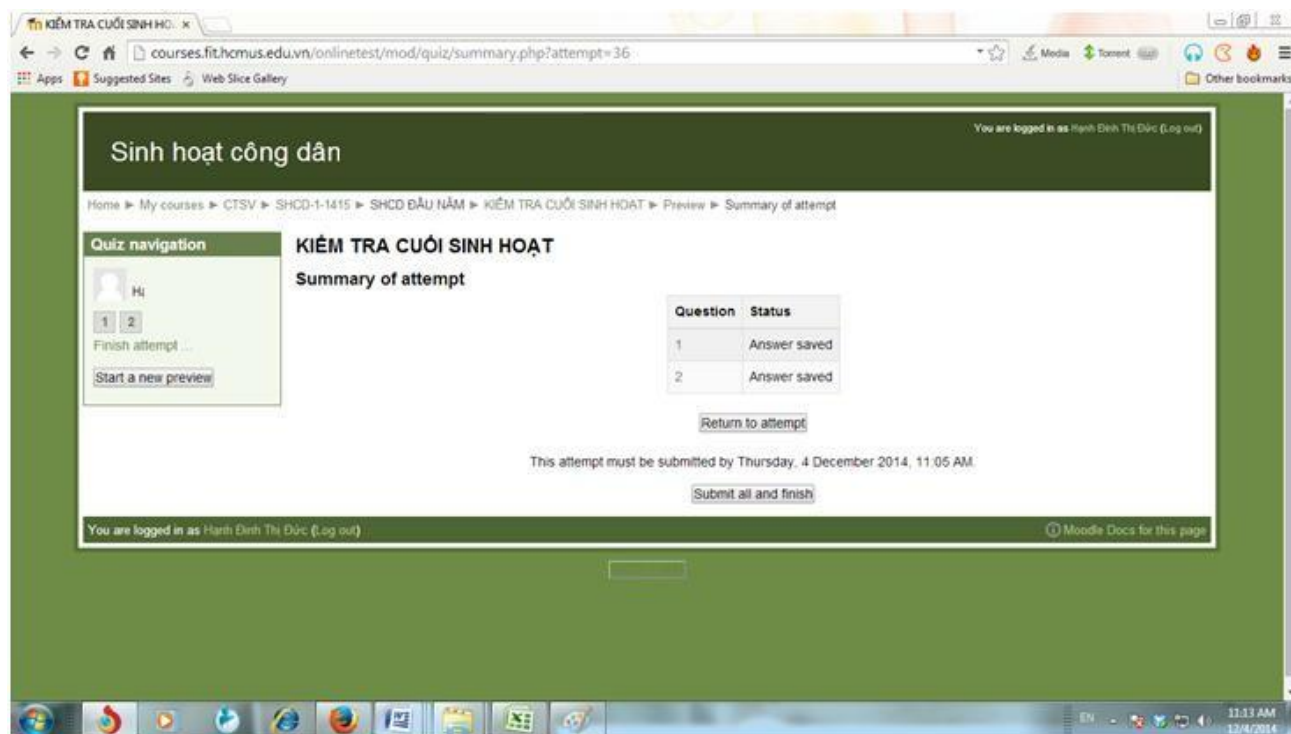 KIỂM TRA CUỐI SINH HO
courses.fit.hcmus.edu.vn/onlinetest/mod/quiz/summary.php?attempt=36
Media
Torrent
Apps
Suggested Sites
Web Slice Gallery
Other bookmarks
You are logged in as Hạnh Đinh Thị Đức (Log out)
Sinh hoạt công dân
Home ► My courses ► CTSV ► SHCD-1-1415 ► SHCD ĐẦU NĂM ► KIỂM TRA CUỐI SINH HOẠT ► Preview ► Summary of attempt
Quiz navigation
1 2
Finish attempt ...
Start a new preview
KIỂM TRA CUỐI SINH HOẠT
Summary of attempt
Question Status
1 Answer saved
2 Answer saved
Return to attempt
This attempt must be submitted by Thursday, 4 December 2014, 11:05 AM.
Submit all and finish
You are logged in as Hạnh Đinh Thị Đức (Log out)
Moodle Docs for this page
EN
11:13 AM
12/4/2014